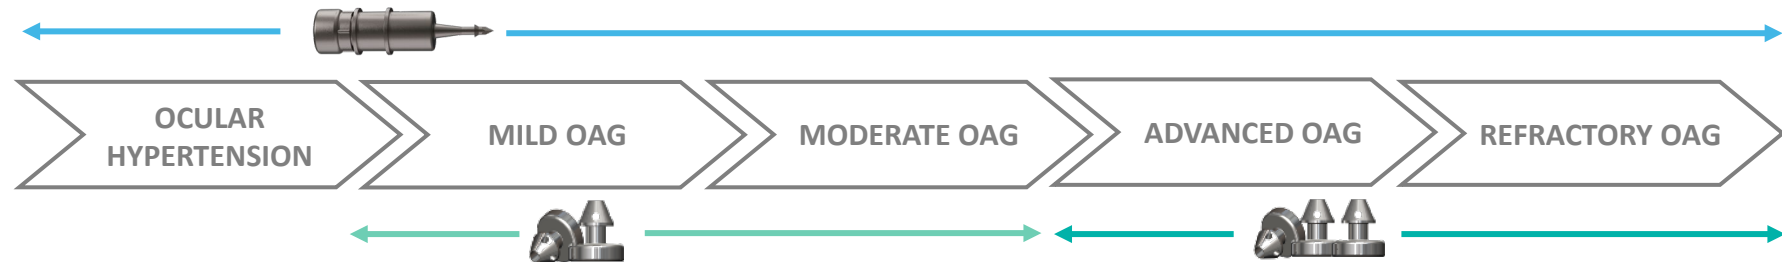 OCULAR
HYPERTENSION
MILD OAG
MODERATE OAG
ADVANCED OAG
REFRACTORY OAG